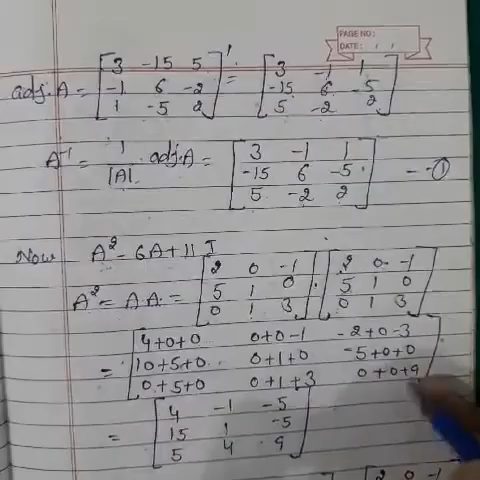 PAGE NO:
DATE: / /
adj. A = [3 -15 5; -1 6 -2; 1 -5 2]' = [3 -1 1; -15 6 -5; 5 -2 2]
A⁻¹ = 1/|A| . adj. A = [3 -1 1; -15 6 -5; 5 -2 2] -- ①
Now A² - 6A + 11 I
A² = A.A. = [2 0 -1; 5 1 0; 0 1 3] . [2 0 -1; 5 1 0; 0 1 3]
= [4+0+0 0+0-1 -2+0-3; 10+5+0 0+1+0 -5+0+0; 0+5+0 0+1+3 0+0+9]
= [4 -1 -5; 15 1 -5; 5 4 9]
2 0 -1